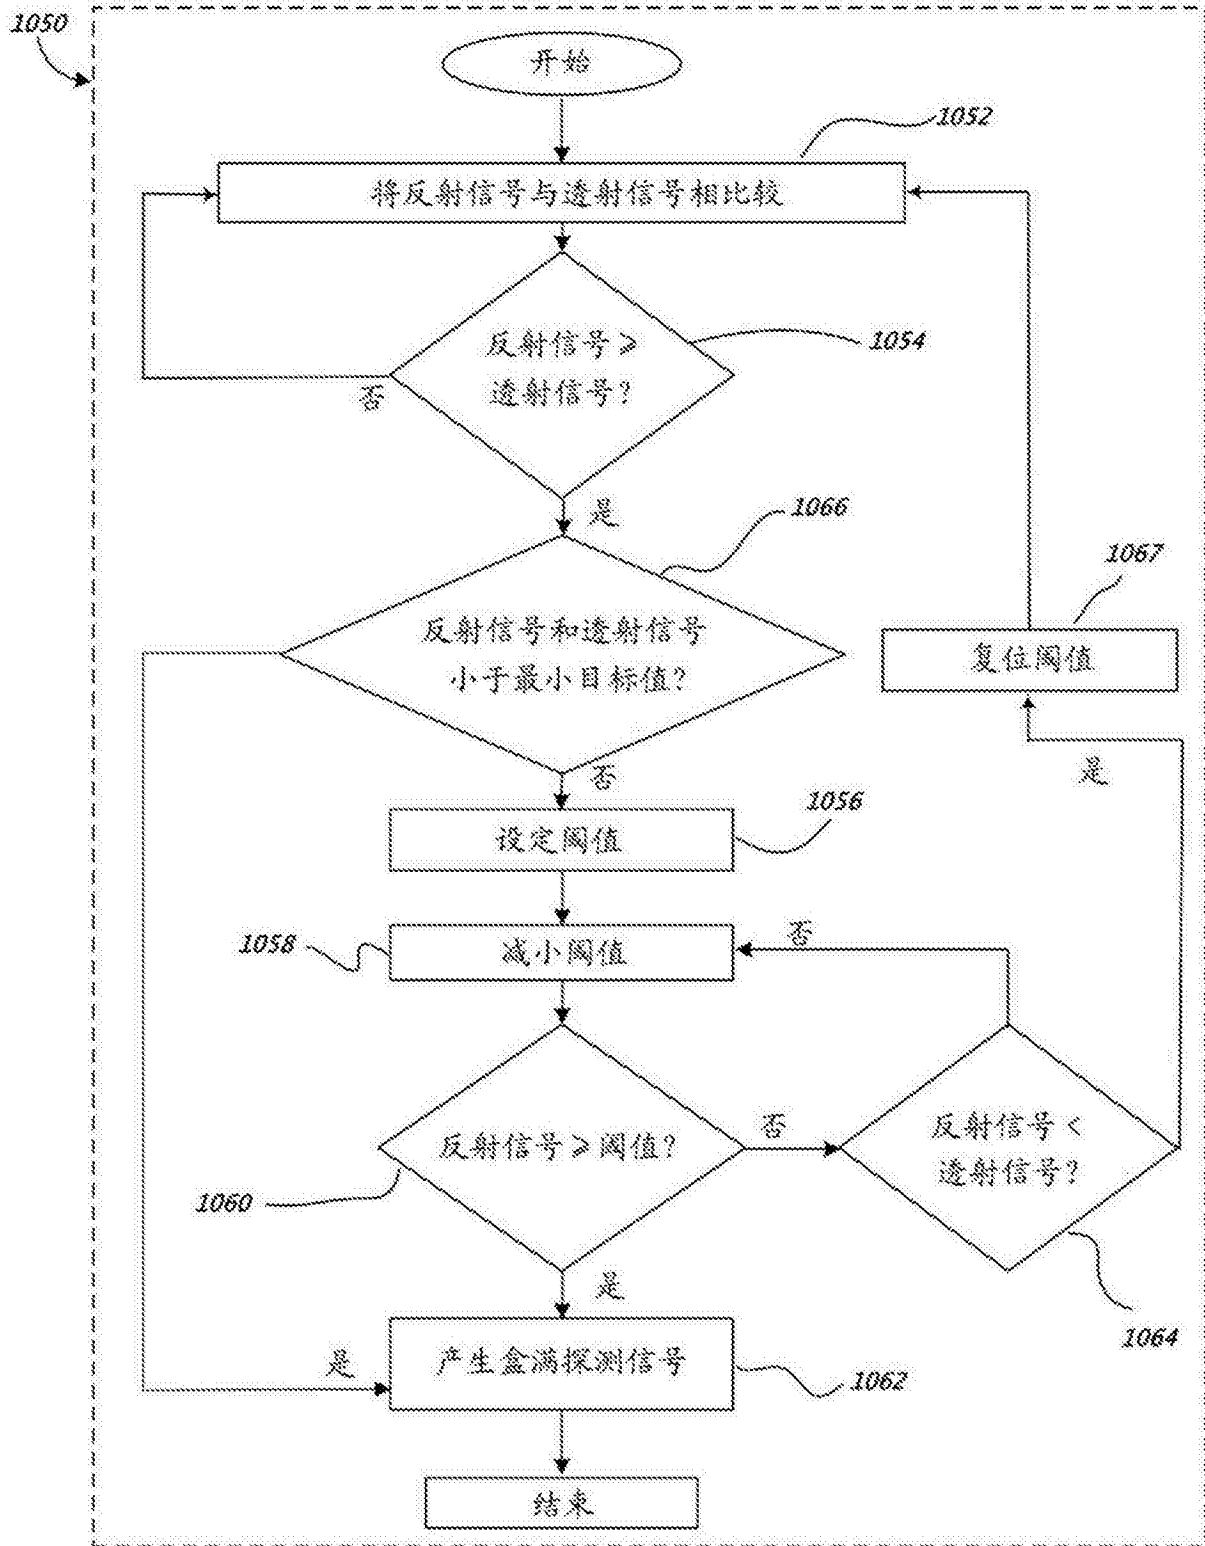 1050
开始
1052
将反射信号与透射信号相比较
反射信号≥
透射信号?
1054
否
是
1066
反射信号和透射信号
小于最小目标值?
1067
复位阈值
是
否
设定阈值
1056
1058
减小阈值
否
反射信号≥阈值?
否
反射信号<
透射信号?
1060
是
1064
产生盒满探测信号
是
1062
结束